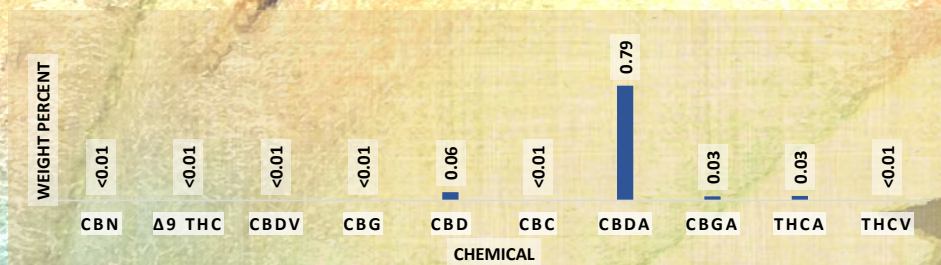 WEIGHT PERCENT
<0.01 <0.01 <0.01 <0.01 0.06 <0.01 0.79 0.03 0.03 <0.01
CBN Δ9 THC CBDV CBG CBD CBC CBDA CBGA THCA THCV
CHEMICAL